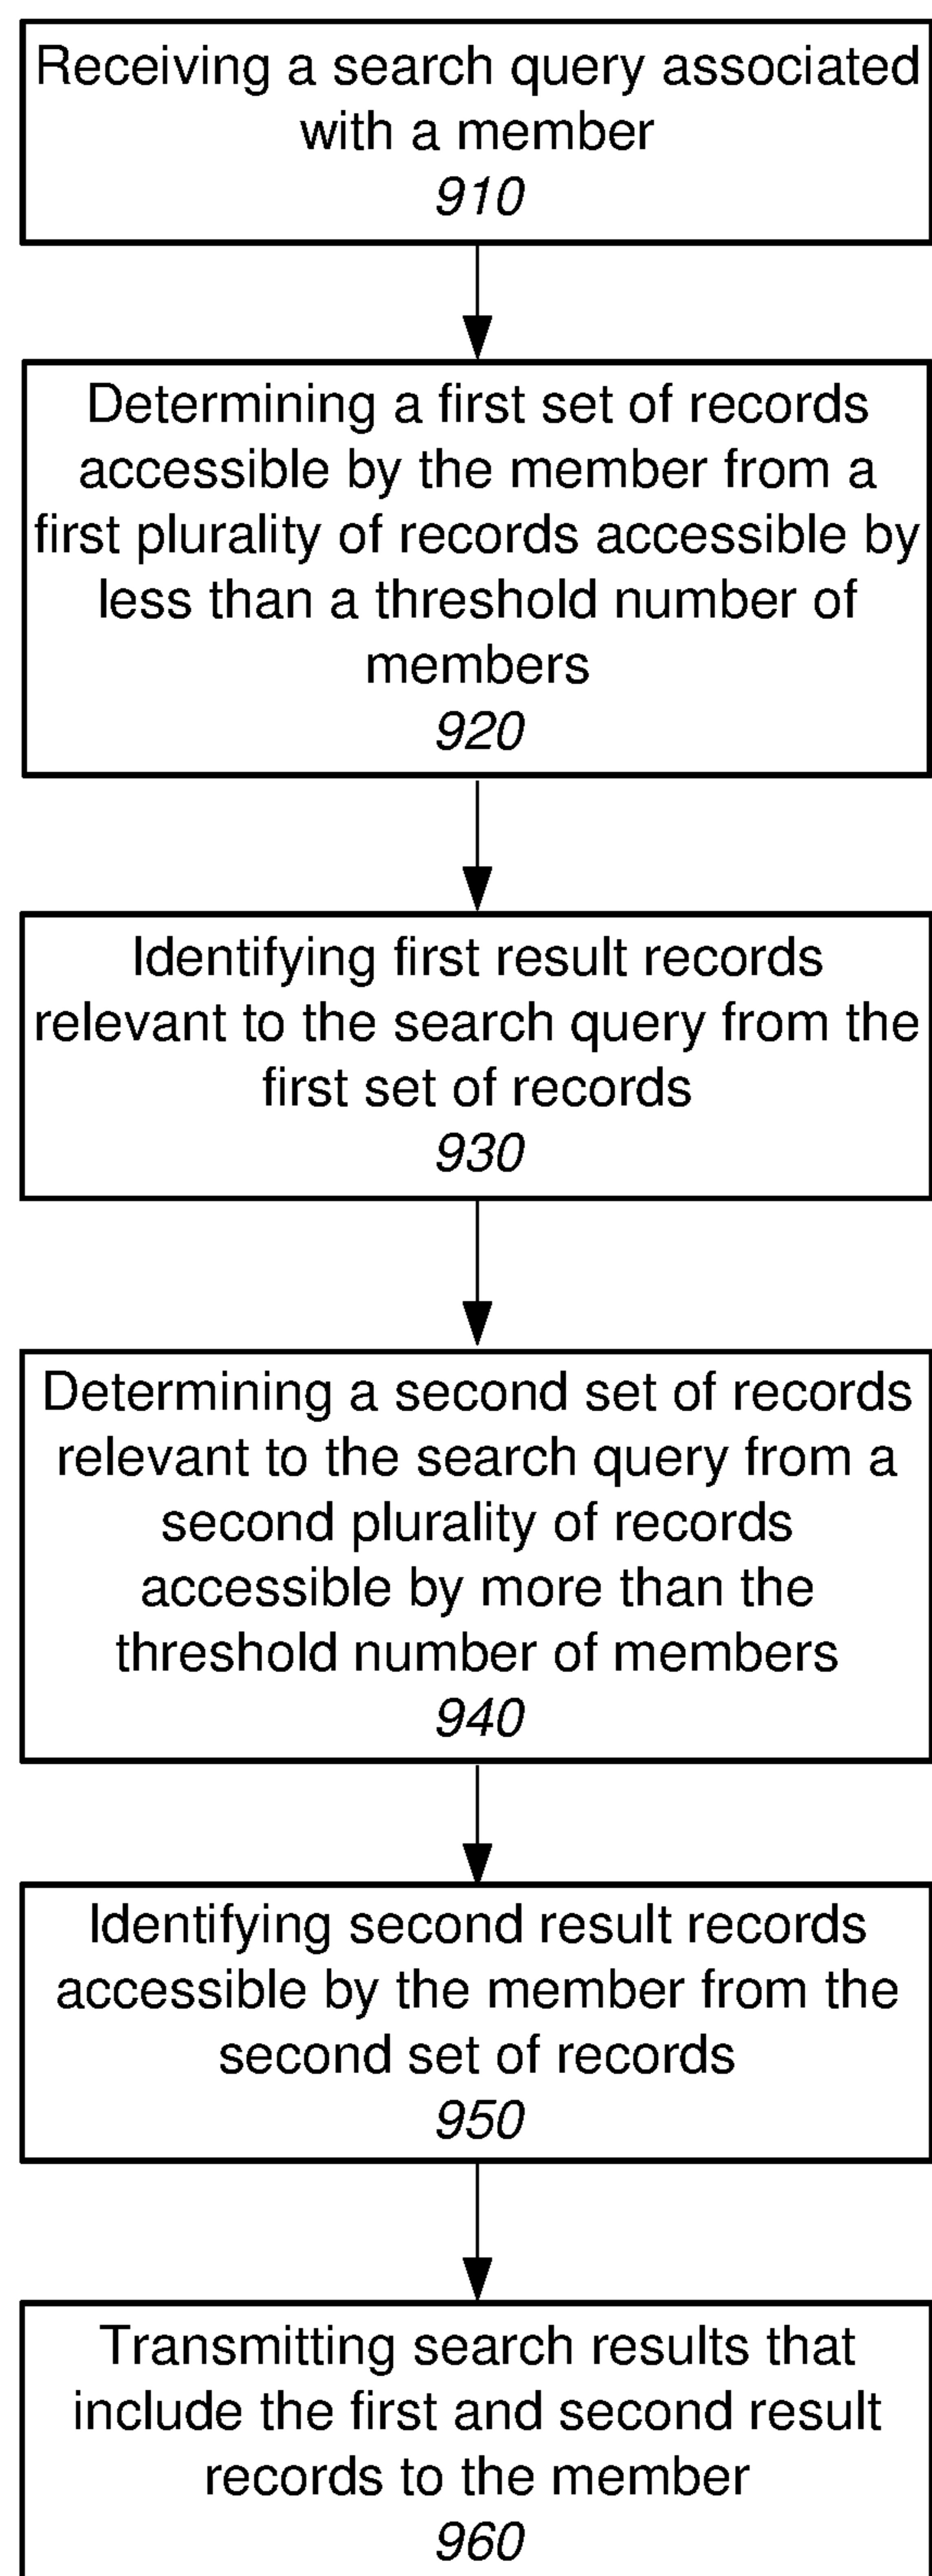 Receiving a search query associated
with a member
910
Determining a first set of records
accessible by the member from a
first plurality of records accessible by
less than a threshold number of
members
920
Identifying first result records
relevant to the search query from the
first set of records
930
Determining a second set of records
relevant to the search query from a
second plurality of records
accessible by more than the
threshold number of members
940
Identifying second result records
accessible by the member from the
second set of records
950
Transmitting search results that
include the first and second result
records to the member
960